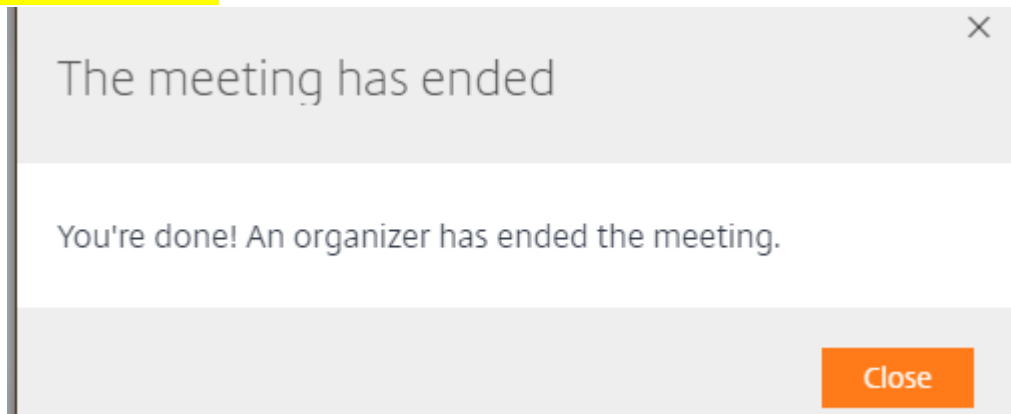 The meeting has ended
You're done! An organizer has ended the meeting.
Close